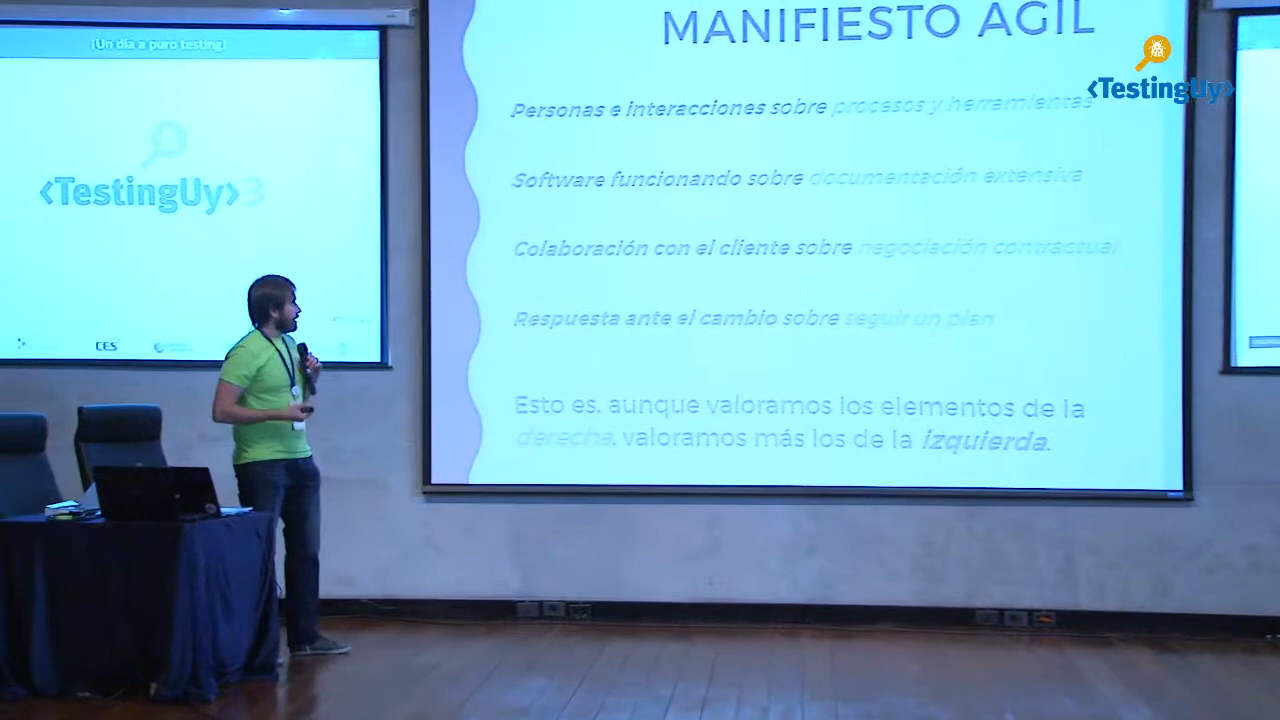 ¡Un día a puro testing!
<TestingUy>3
CES
MANIFIESTO AGIL
Personas e interacciones sobre procesos y herramientas
Software funcionando sobre documentación extensiva
Colaboración con el cliente sobre negociación contractual
Respuesta ante el cambio sobre seguir un plan
Esto es, aunque valoramos los elementos de la
derecha, valoramos más los de la izquierda.
<TestingUy>